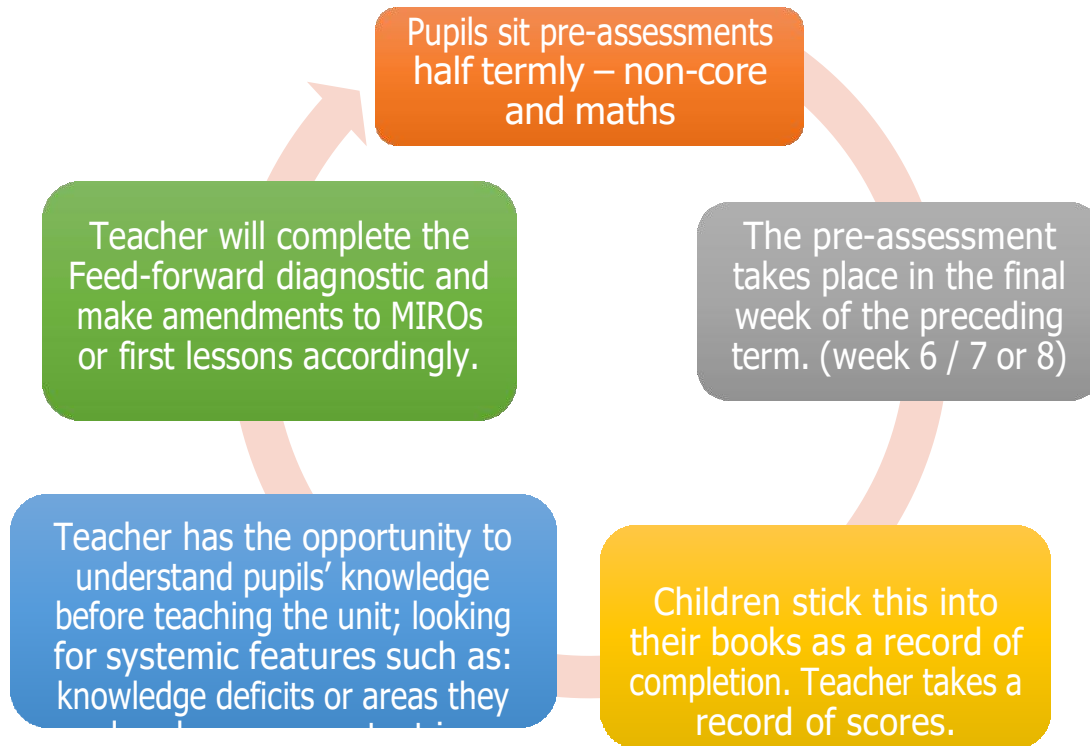 Pupils sit pre-assessments
half termly – non-core
and maths
The pre-assessment
takes place in the final
week of the preceding
term. (week 6 / 7 or 8)
Children stick this into
their books as a record of
completion. Teacher takes a
record of scores.
Teacher has the opportunity to
understand pupils’ knowledge
before teaching the unit; looking
for systemic features such as:
knowledge deficits or areas they
Teacher will complete the
Feed-forward diagnostic and
make amendments to MIROs
or first lessons accordingly.